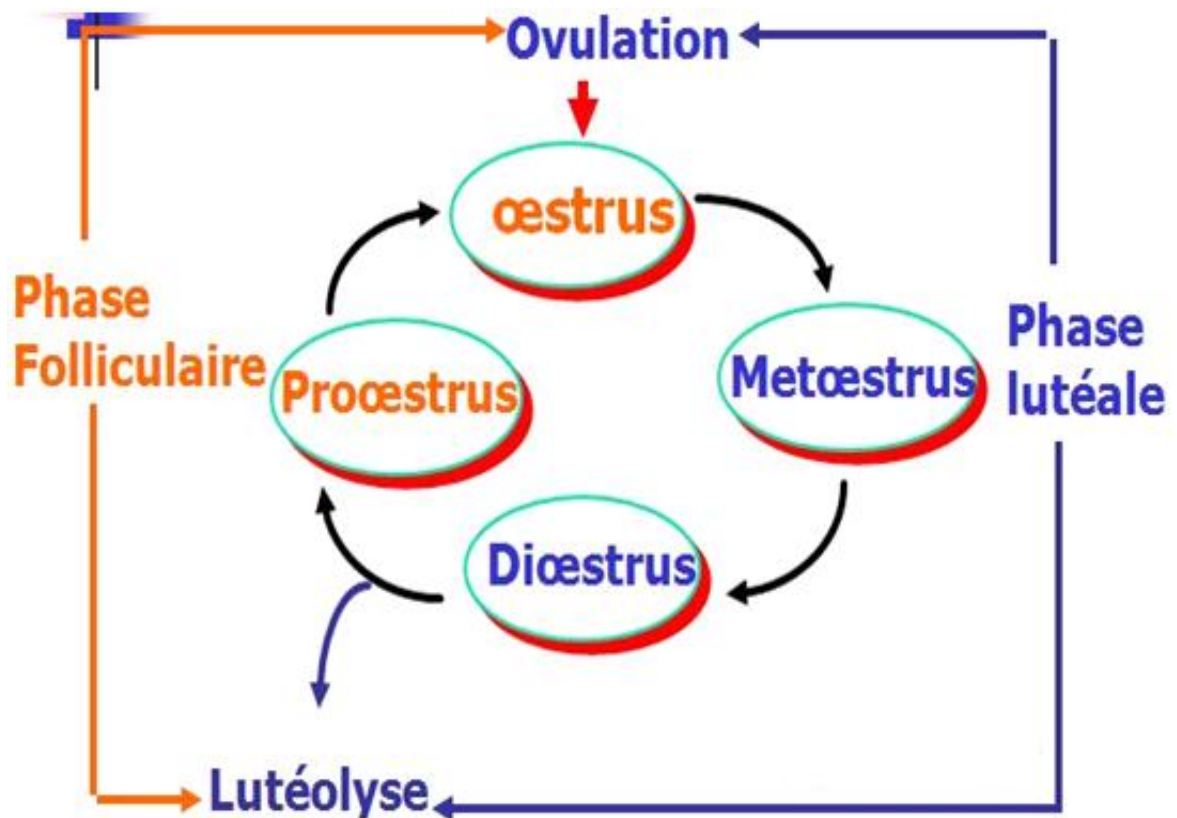 Ovulation
œstrus
Phase
Folliculaire
Proœstrus
Metœstrus
Phase
lutéale
Diœstrus
Lutéolyse